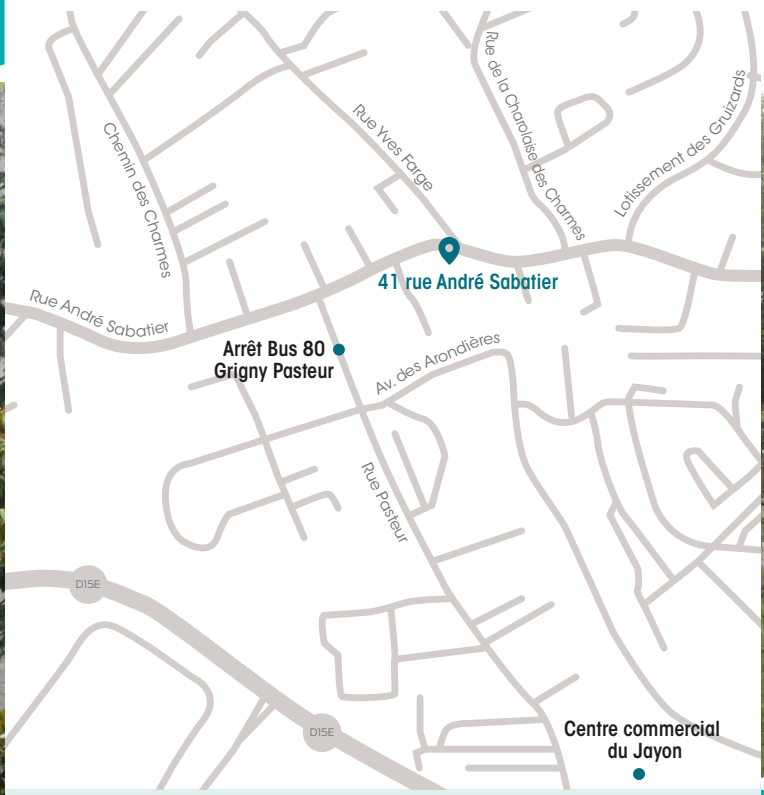 Rue de la Charolaise des Charmes
Lotissement des Gruizards
Rue Yves Farge
Chemin des Charmes
41 rue André Sabatier
Rue André Sabatier
Arrêt Bus 80
Grigny Pasteur
Av. des Arondières
Rue Pasteur
D15E
D15E
Centre commercial
du Jayon